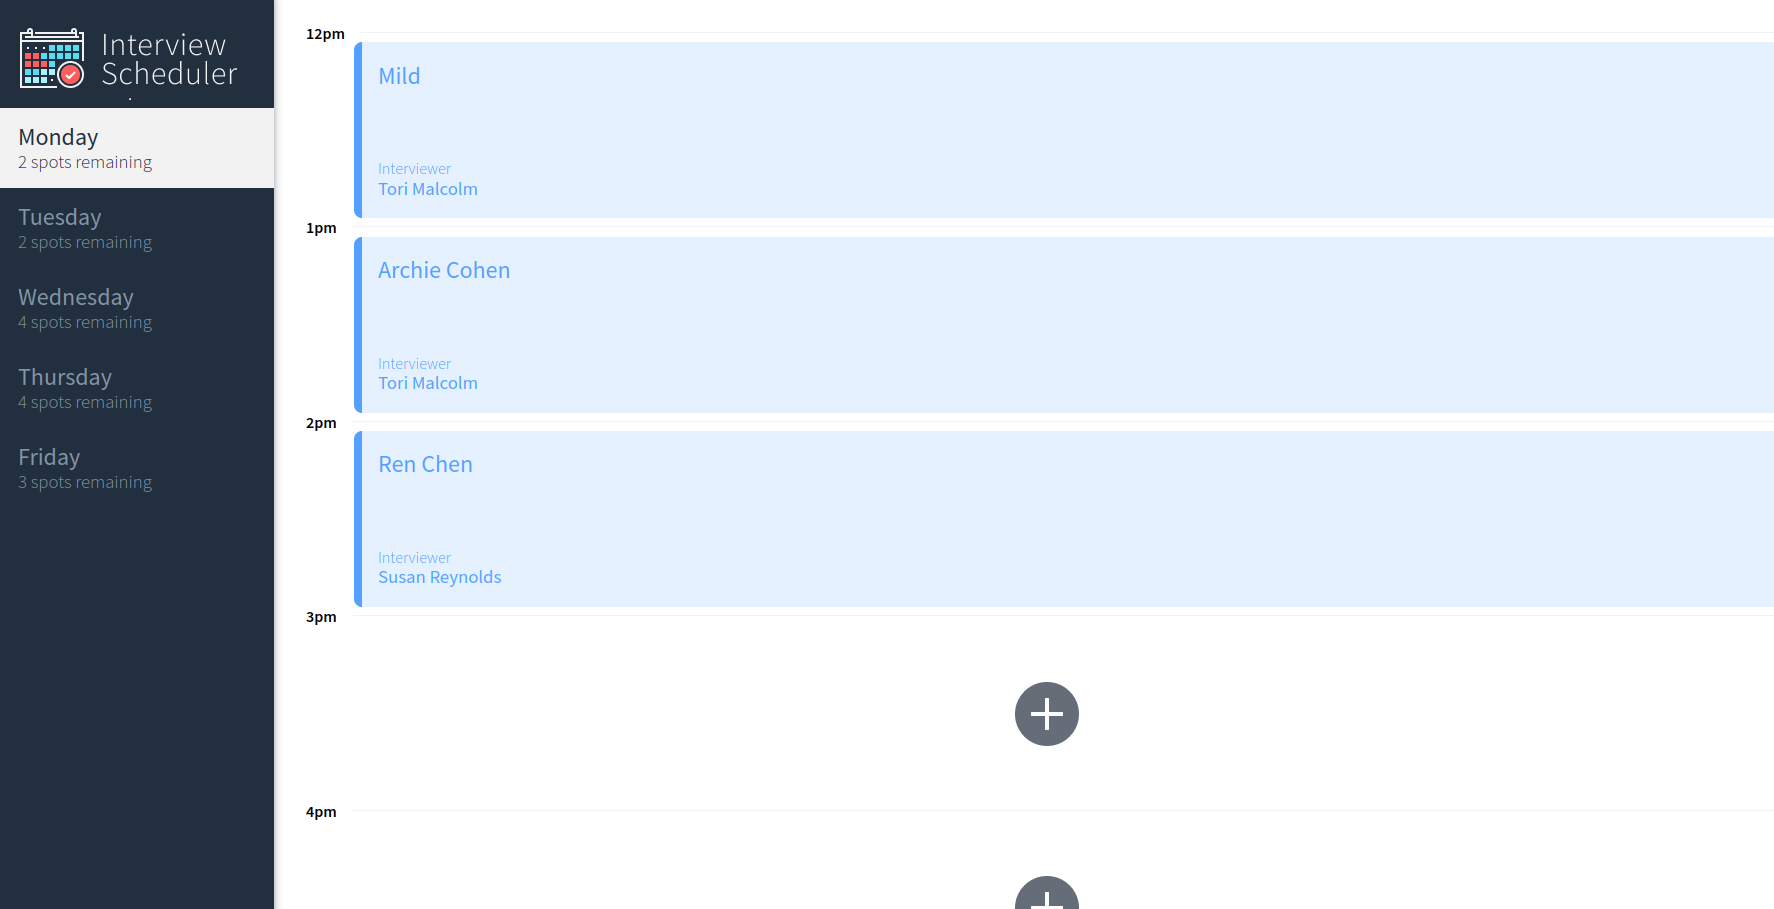 Interview
Scheduler
Monday
2 spots remaining
Tuesday
2 spots remaining
Wednesday
4 spots remaining
Thursday
4 spots remaining
Friday
3 spots remaining
12pm
Mild
Interviewer
Tori Malcolm
1pm
Archie Cohen
Interviewer
Tori Malcolm
2pm
Ren Chen
Interviewer
Susan Reynolds
3pm
4pm